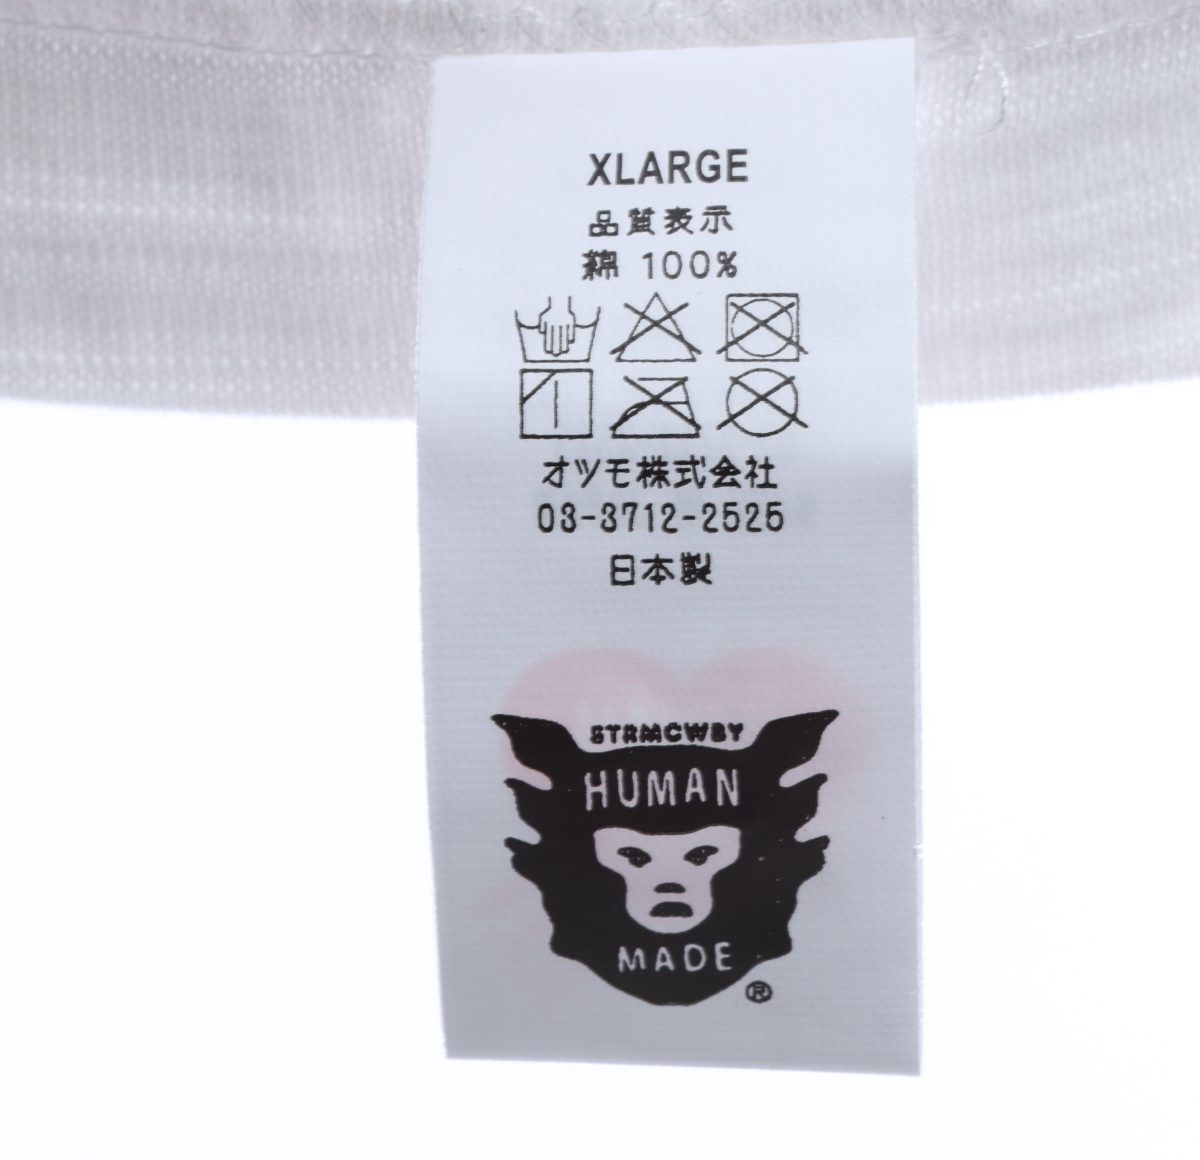 XLARGE
品質表示
綿 100%
オツモ株式会社
03-3712-2525
日本製
STRMCWBY
HUMAN
MADE
®